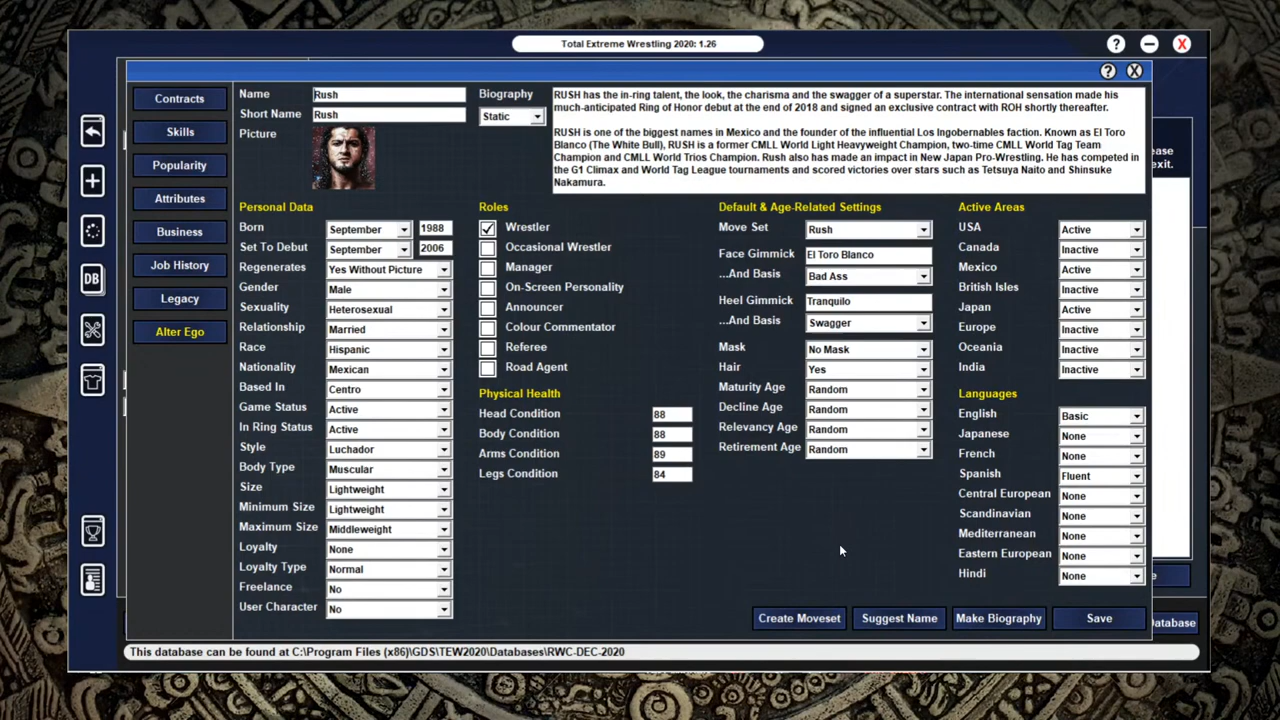 Total Extreme Wrestling 2020: 1.26
? – X
? X
Contracts
Skills
Popularity
Attributes
Business
Job History
Legacy
Alter Ego
DB
Name Rush
Short Name Rush
Picture
Biography
Static
RUSH has the in-ring talent, the look, the charisma and the swagger of a superstar. The international sensation made his
much-anticipated Ring of Honor debut at the end of 2018 and signed an exclusive contract with ROH shortly thereafter.
RUSH is one of the biggest names in Mexico and the founder of the influential Los Ingobernables faction. Known as El Toro
Blanco (The White Bull), RUSH is a former CMLL World Light Heavyweight Champion, two-time CMLL World Tag Team
Champion and CMLL World Trios Champion. Rush also has made an impact in New Japan Pro-Wrestling. He has competed in
the G1 Climax and World Tag League tournaments and scored victories over stars such as Tetsuya Naito and Shinsuke
Nakamura.
Personal Data
Born September 1988
Set To Debut September 2006
Regenerates Yes Without Picture
Gender Male
Sexuality Heterosexual
Relationship Married
Race Hispanic
Nationality Mexican
Based In Centro
Game Status Active
In Ring Status Active
Style Luchador
Body Type Muscular
Size Lightweight
Minimum Size Lightweight
Maximum Size Middleweight
Loyalty None
Loyalty Type Normal
Freelance No
User Character No
Roles
Wrestler
Occasional Wrestler
Manager
On-Screen Personality
Announcer
Colour Commentator
Referee
Road Agent
Physical Health
Head Condition 88
Body Condition 88
Arms Condition 89
Legs Condition 84
Default & Age-Related Settings
Move Set Rush
Face Gimmick El Toro Blanco
...And Basis Bad Ass
Heel Gimmick Tranquilo
...And Basis Swagger
Mask No Mask
Hair Yes
Maturity Age Random
Decline Age Random
Relevancy Age Random
Retirement Age Random
Active Areas
USA Active
Canada Inactive
Mexico Active
British Isles Inactive
Japan Active
Europe Inactive
Oceania Inactive
India Inactive
Languages
English Basic
Japanese None
French None
Spanish Fluent
Central European None
Scandinavian None
Mediterranean None
Eastern European None
Hindi None
Create Moveset
Suggest Name
Make Biography
Save
ease
exit.
e
Database
This database can be found at C:\Program Files (x86)\GDS\TEW2020\Databases\RWC-DEC-2020